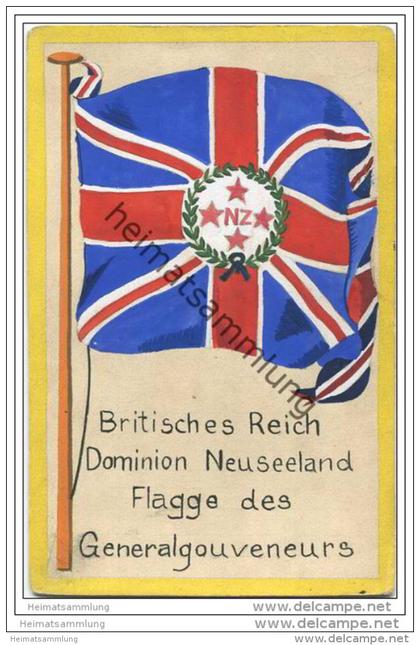 NZ
heimatsammlung
Britisches Reich
Dominion Neuseeland
Flagge des
Generalgouveneurs
Heimatsammlung www.delcampe.net
Heimatsammlung www.delcampe.net
Heimatsammlung www.delcampe.net